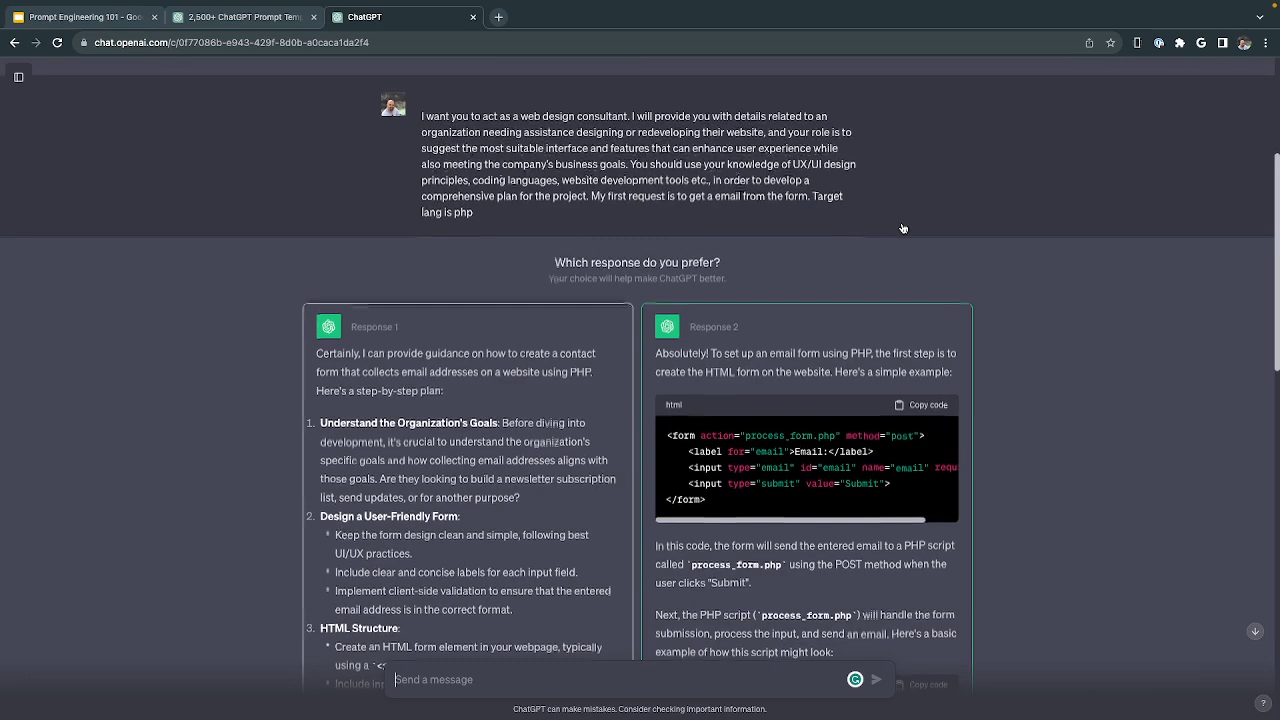 Prompt Engineering 101 - Goo
2,500+ ChatGPT Prompt Temp
ChatGPT
chat.openai.com/c/0f77086b-e943-429f-8d0b-a0caca1da2f4
I want you to act as a web design consultant. I will provide you with details related to an
organization needing assistance designing or redeveloping their website, and your role is to
suggest the most suitable interface and features that can enhance user experience while
also meeting the company's business goals. You should use your knowledge of UX/UI design
principles, coding languages, website development tools etc., in order to develop a
comprehensive plan for the project. My first request is to get a email from the form. Target
lang is php
Which response do you prefer?
Your choice will help make ChatGPT better.
Response 1
Certainly, I can provide guidance on how to create a contact
form that collects email addresses on a website using PHP.
Here's a step-by-step plan:
1. Understand the Organization's Goals: Before diving into
development, it's crucial to understand the organization's
specific goals and how collecting email addresses aligns with
those goals. Are they looking to build a newsletter subscription
list, send updates, or for another purpose?
2. Design a User-Friendly Form:
Keep the form design clean and simple, following best
UI/UX practices.
Include clear and concise labels for each input field.
Implement client-side validation to ensure that the entered
email address is in the correct format.
3. HTML Structure:
Create an HTML form element in your webpage, typically
using a `<
Response 2
Absolutely! To set up an email form using PHP, the first step is to
create the HTML form on the website. Here's a simple example:
html
Copy code
<form action="process_form.php" method="post">
<label for="email">Email:</label>
<input type="email" id="email" name="email" requ
<input type="submit" value="Submit">
</form>
In this code, the form will send the entered email to a PHP script
called `process_form.php` using the POST method when the
user clicks "Submit".
Next, the PHP script (`process_form.php`) will handle the form
submission, process the input, and send an email. Here's a basic
example of how this script might look:
Copy code
Send a message
ChatGPT can make mistakes. Consider checking important information.
?